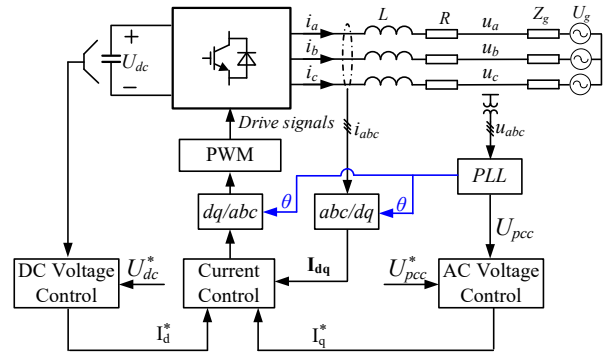 i_a L R u_a Z_g U_g
+ U_dc − i_b u_b
i_c u_c
Drive signals i_abc u_abc
PWM
θ PLL
dq/abc abc/dq θ
U_pcc
I_dq
DC Voltage Control
U*_dc
Current Control
U*_pcc
AC Voltage Control
I*_d I*_q